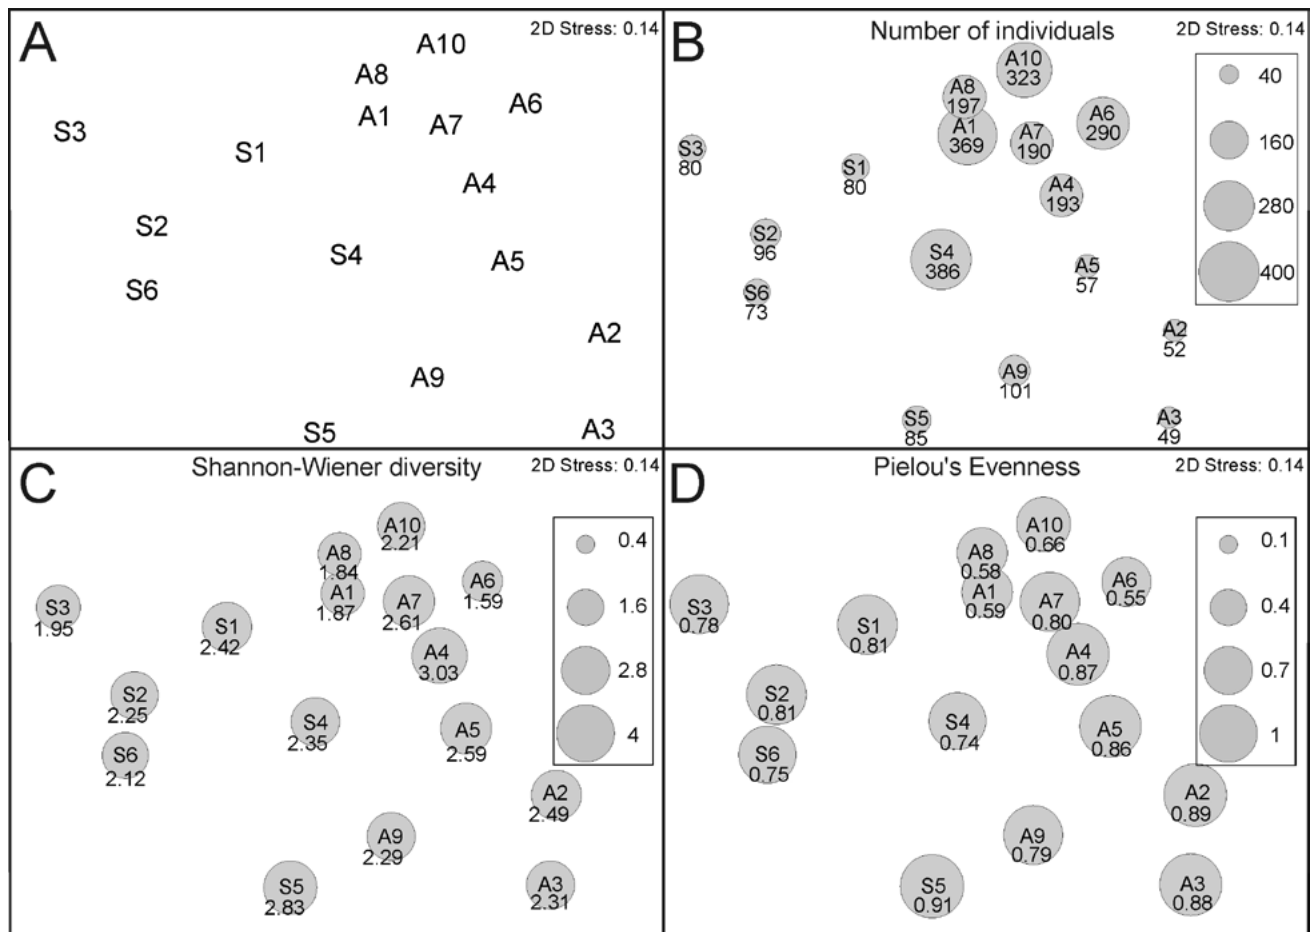 A
2D Stress: 0.14
A10
A8
A6
A1
A7
S3
S1
A4
S2
S4
A5
S6
A2
A9
S5
A3
B
Number of individuals
2D Stress: 0.14
A10
323
A8
197
A6
290
A1
369
A7
190
S3
80
S1
80
A4
193
S2
96
S4
386
A5
57
S6
73
A2
52
A9
101
S5
85
A3
49
40
160
280
400
C
Shannon-Wiener diversity
2D Stress: 0.14
A10
2.21
A8
1.84
A6
1.59
A1
1.87
A7
2.61
S3
1.95
S1
2.42
A4
3.03
S2
2.25
S4
2.35
A5
2.59
S6
2.12
A2
2.49
A9
2.29
S5
2.83
A3
2.31
0.4
1.6
2.8
4
D
Pielou's Evenness
2D Stress: 0.14
A10
0.66
A8
0.58
A6
0.55
A1
0.59
A7
0.80
S3
0.78
S1
0.81
A4
0.87
S2
0.81
S4
0.74
A5
0.86
S6
0.75
A2
0.89
A9
0.79
S5
0.91
A3
0.88
0.1
0.4
0.7
1